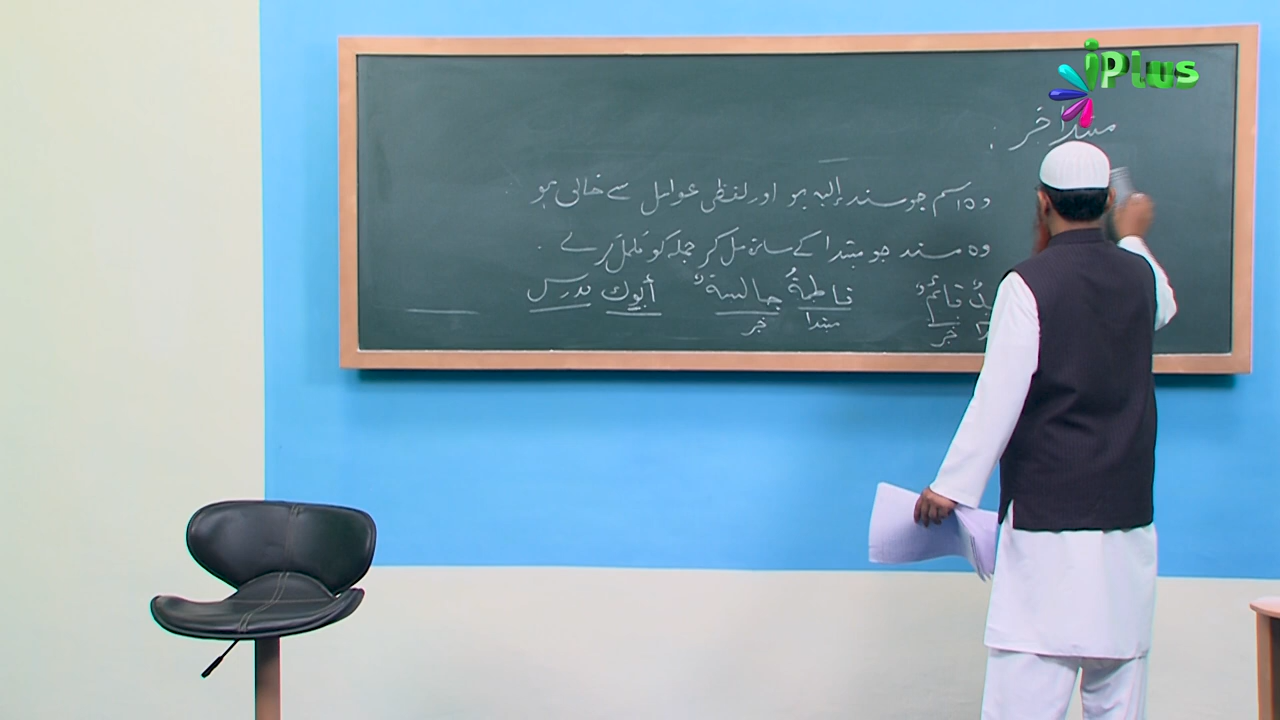 iPlus
مبتدا خبر :
وہ اسم جو مسند الیہ ہو اور لفظی عوامل سے خالی ہو
وہ مسند جو مبتدا کے ساتھ مل کر جملہ کو مکمل کرے .
قائمٌ فاطمةُ جالسةٌ أبوك مدرس
خبر مبتدا خبر